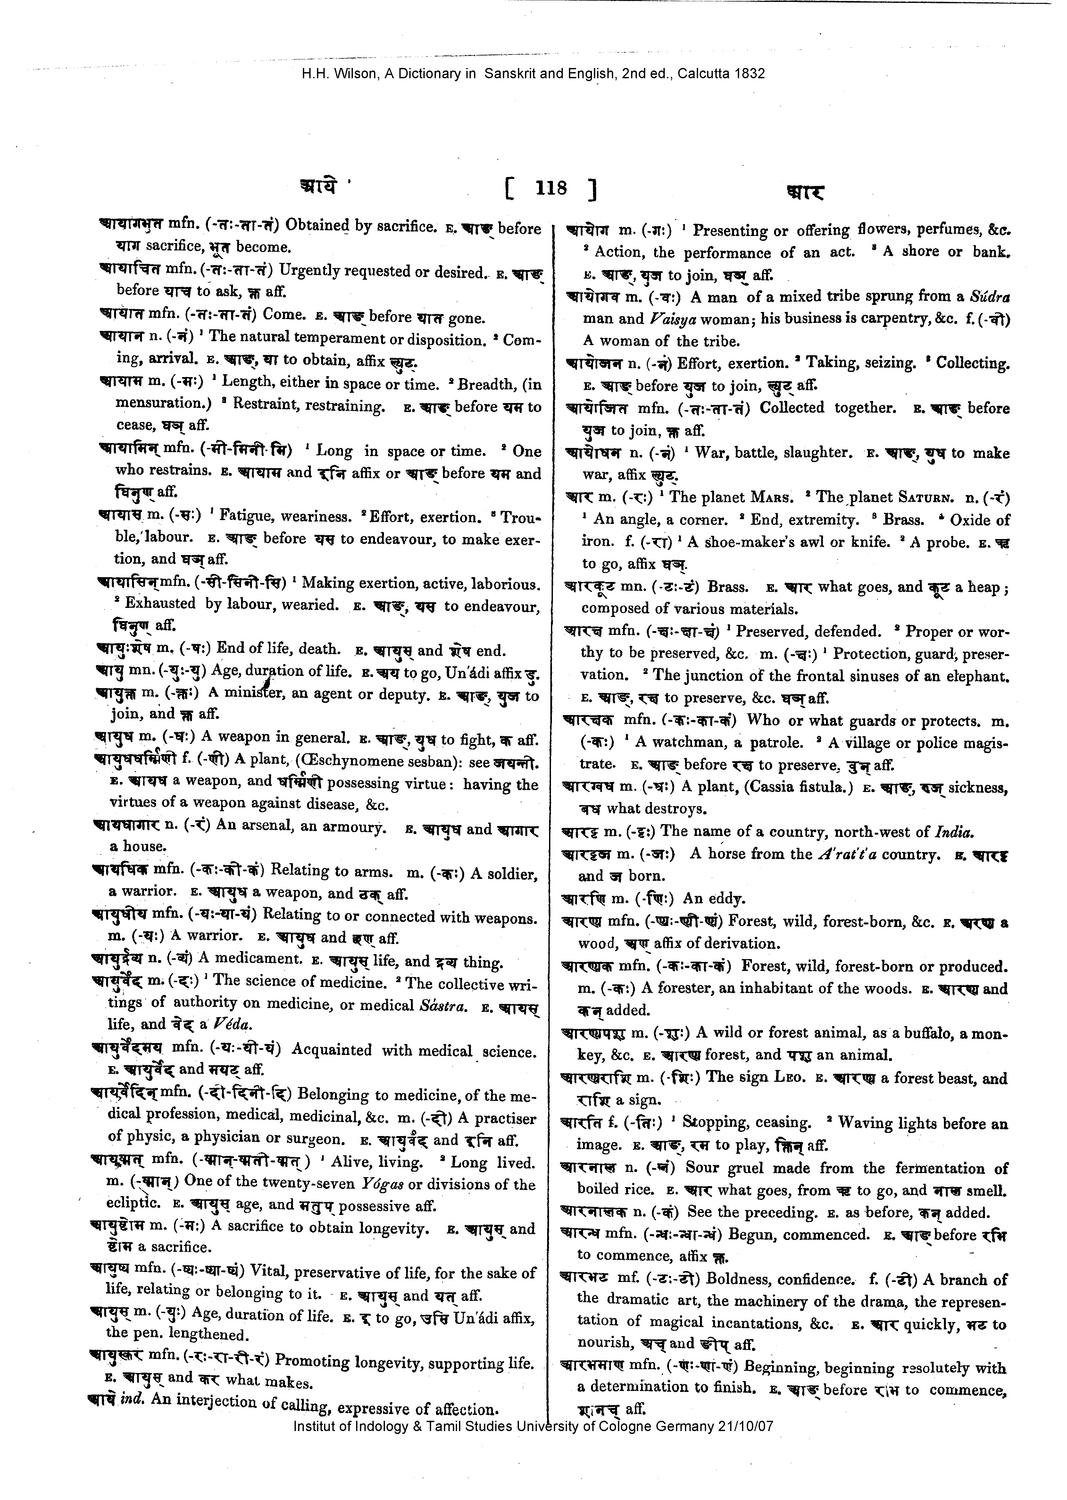 H.H. Wilson, A Dictionary in Sanskrit and English, 2nd ed., Calcutta 1832
आये
[ 118 ]
आर
आयागभूत mfn. (-तः-ता-तं) Obtained by sacrifice. E. आङ् before
याग sacrifice, भूत become.
आयाचित mfn. (-तः-ता-तं) Urgently requested or desired. E. आङ्
before याच to ask, क्त aff.
आयात mfn. (-तः-ता-तं) Come. E. आङ् before यात gone.
आयान n. (-नं) ¹ The natural temperament or disposition. ² Com-
ing, arrival. E. आङ्, या to obtain, affix ल्युट्.
आयाम m. (-मः) ¹ Length, either in space or time. ² Breadth, (in
mensuration.) ³ Restraint, restraining. E. आङ् before यम to
cease, घञ् aff.
आयामिन् mfn. (-मी-मिनी-मि) ¹ Long in space or time. ² One
who restrains. E. आयाम and इनि affix or आङ् before यम and
घिनुण् aff.
आयास m. (-सः) ¹ Fatigue, weariness. ² Effort, exertion. ³ Trou-
ble, labour. E. आङ् before यस to endeavour, to make exer-
tion, and घञ् aff.
आयासिन् mfn. (-सी-सिनी-सि) ¹ Making exertion, active, laborious.
² Exhausted by labour, wearied. E. आङ्, यस to endeavour,
घिनुण् aff.
आयुःशेष m. (-षः) End of life, death. E. आयुस् and शेष end.
आयु mn. (-युः-यु) Age, duration of life. E. अय to go, Un'ádi affix उ.
आयुक्त m. (-क्तः) A minister, an agent or deputy. E. आङ्, युज to
join, and क्त aff.
आयुध m. (-धः) A weapon in general. E. आङ्, युध to fight, क aff.
आयुधधर्म्मिणी f. (-णी) A plant, (Œschynomene sesban): see जयन्ती.
E. आयुध a weapon, and धर्म्मिणी possessing virtue: having the
virtues of a weapon against disease, &c.
आयुधागार n. (-रं) An arsenal, an armoury. E. आयुध and आगार
a house.
आयुधिक mfn. (-कः-की-कं) Relating to arms. m. (-कः) A soldier,
a warrior. E. आयुध a weapon, and ठक् aff.
आयुधीय mfn. (-यः-या-यं) Relating to or connected with weapons.
m. (-यः) A warrior. E. आयुध and छण् aff.
आयुर्द्रव्य n. (-व्यं) A medicament. E. आयुस् life, and द्रव्य thing.
आयुर्वेद m. (-दः) ¹ The science of medicine. ² The collective wri-
tings of authority on medicine, or medical Sástra. E. आयुस्
life, and वेद a Véda.
आयुर्वेदमय mfn. (-यः-यी-यं) Acquainted with medical science.
E. आयुर्वेद and मयट् aff.
आयुर्वेदिन् mfn. (-दी-दिनी-दि) Belonging to medicine, of the me-
dical profession, medical, medicinal, &c. m. (-दी) A practiser
of physic, a physician or surgeon. E. आयुर्वेद and इनि aff.
आयुष्मत् mfn. (-ष्मान्-ष्मती-ष्मत्) ¹ Alive, living. ² Long lived.
m. (-ष्मान्) One of the twenty-seven Yógas or divisions of the
ecliptic. E. आयुस् age, and मतुप् possessive aff.
आयुष्टोम m. (-मः) A sacrifice to obtain longevity. E. आयुस् and
ष्टोम a sacrifice.
आयुष्य mfn. (-ष्यः-ष्या-ष्यं) Vital, preservative of life, for the sake of
life, relating or belonging to it. E. आयुस् and यत् aff.
आयुस् m. (-युः) Age, duration of life. E. इ to go, उसि Un'ádi affix,
the pen. lengthened.
आयुस्कर mfn. (-रः-रा-री-रं) Promoting longevity, supporting life.
E. आयुस् and कर what makes.
आये ind. An interjection of calling, expressive of affection.
आयोग m. (-गः) ¹ Presenting or offering flowers, perfumes, &c.
² Action, the performance of an act. ³ A shore or bank.
E. आङ्, युज to join, घञ् aff.
आयोगव m. (-वः) A man of a mixed tribe sprung from a Súdra
man and Vaisya woman; his business is carpentry, &c. f. (-वी)
A woman of the tribe.
आयोजन n. (-नं) Effort, exertion. ² Taking, seizing. ³ Collecting.
E. आङ् before युज to join, ल्युट् aff.
आयोजित mfn. (-तः-ता-तं) Collected together. E. आङ् before
युज to join, क्त aff.
आयोधन n. (-नं) ¹ War, battle, slaughter. E. आङ्, युध to make
war, affix ल्युट्.
आर m. (-रः) ¹ The planet MARS. ² The planet SATURN. n. (-रं)
¹ An angle, a corner. ² End, extremity. ³ Brass. ⁴ Oxide of
iron. f. (-रा) ¹ A shoe-maker's awl or knife. ² A probe. E. ऋ
to go, affix घञ्.
आरकूट mn. (-टः-टं) Brass. E. आर what goes, and कूट a heap;
composed of various materials.
आरक्ष mfn. (-क्षः-क्षा-क्षं) ¹ Preserved, defended. ² Proper or wor-
thy to be preserved, &c. m. (-क्षः) ¹ Protection, guard, preser-
vation. ² The junction of the frontal sinuses of an elephant.
E. आङ्, रक्ष to preserve, &c. घञ् aff.
आरक्षक mfn. (-कः-का-कं) Who or what guards or protects. m.
(-कः) ¹ A watchman, a patrole. ² A village or police magis-
trate. E. आङ् before रक्ष to preserve, वुन् aff.
आरग्वध m. (-धः) A plant, (Cassia fistula.) E. आङ्, रुज sickness,
बध what destroys.
आरट्ट m. (-ट्टः) The name of a country, north-west of India.
आरट्टज m. (-जः) A horse from the A'rat't'a country. E. आरट्ट
and ज born.
आरणि m. (-णिः) An eddy.
आरण्य mfn. (-ण्यः-ण्यी-ण्यं) Forest, wild, forest-born, &c. E. अरण्य a
wood, अण् affix of derivation.
आरण्यक mfn. (-कः-का-कं) Forest, wild, forest-born or produced.
m. (-कः) A forester, an inhabitant of the woods. E. आरण्य and
कन् added.
आरण्यपशु m. (-शुः) A wild or forest animal, as a buffalo, a mon-
key, &c. E. आरण्य forest, and पशु an animal.
आरण्यराशि m. (-शिः) The sign LEO. E. आरण्य a forest beast, and
राशि a sign.
आरति f. (-तिः) ¹ Stopping, ceasing. ² Waving lights before an
image. E. आङ्, रम to play, क्तिन् aff.
आरनाल n. (-लं) Sour gruel made from the fermentation of
boiled rice. E. आर what goes, from ऋ to go, and नाल smell.
आरनालक n. (-कं) See the preceding. E. as before, कन् added.
आरब्ध mfn. (-ब्धः-ब्धा-ब्धं) Begun, commenced. E. आङ् before रभि
to commence, affix क्त.
आरभट mf. (-टः-टी) Boldness, confidence. f. (-टी) A branch of
the dramatic art, the machinery of the drama, the represen-
tation of magical incantations, &c. E. आर quickly, भट to
nourish, अच् and ङीप् aff.
आरभमाण mfn. (-णः-णा-णं) Beginning, beginning resolutely with
a determination to finish. E. आङ् before रभ to commence,
शानच् aff.
Institut of Indology & Tamil Studies University of Cologne Germany 21/10/07